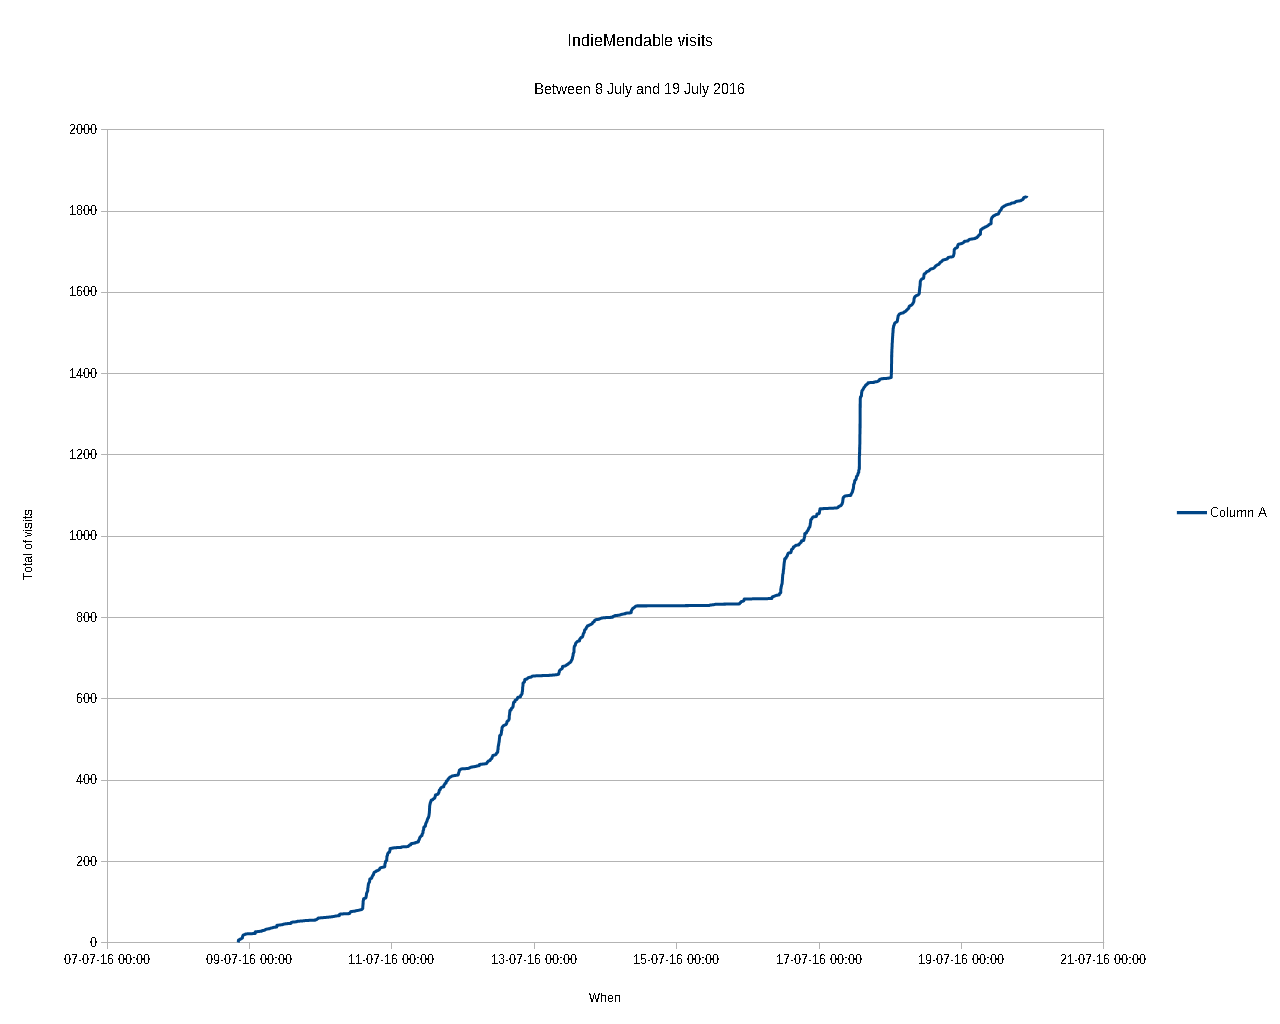 IndieMendable visits
Between 8 July and 19 July 2016
2000
1800
1600
1400
1200
1000
800
600
400
200
0
Total of visits
Column A
07-07-16 00:00 09-07-16 00:00 11-07-16 00:00 13-07-16 00:00 15-07-16 00:00 17-07-16 00:00 19-07-16 00:00 21-07-16 00:00
When